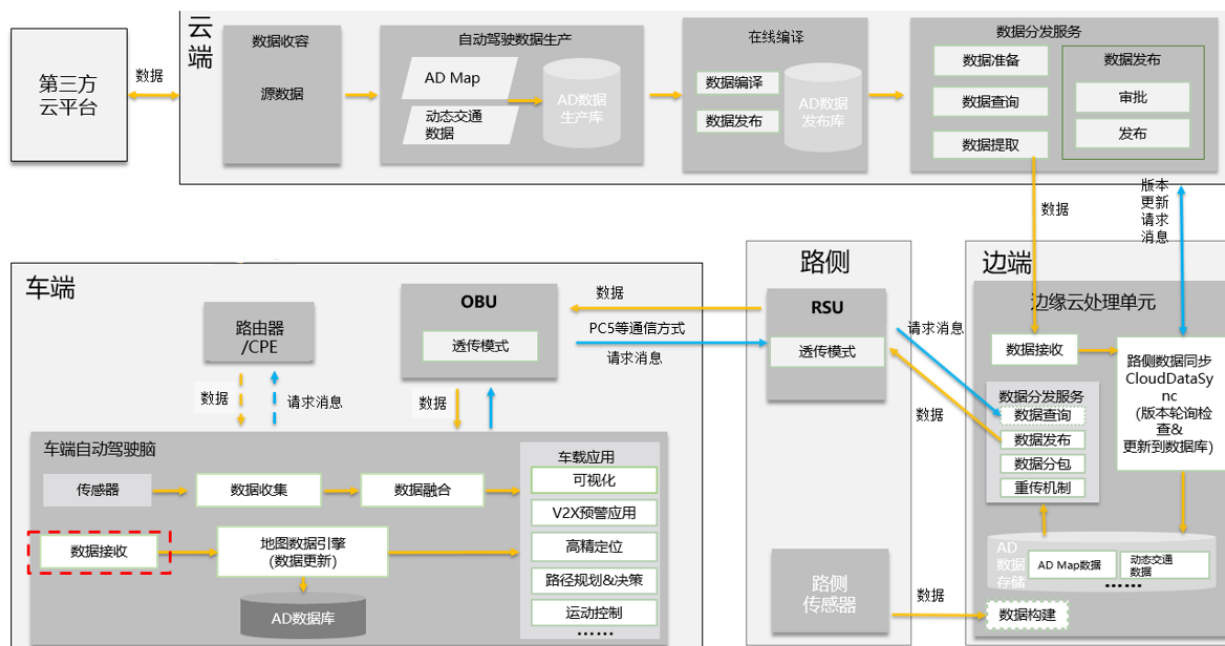 云端
第三方
云平台
数据
数据收容
源数据
自动驾驶数据生产
AD Map
动态交通
数据
AD数据
生产库
在线编译
数据编译
数据发布
AD数据
发布库
数据分发服务
数据准备
数据查询
数据提取
数据发布
审批
发布
数据
版本
更新
请求
消息
车端
路由器
/CPE
数据
请求消息
OBU
透传模式
数据
数据
PC5等通信方式
请求消息
车端自动驾驶脑
传感器
数据收集
数据融合
数据接收
地图数据引擎
(数据更新)
AD数据库
车载应用
可视化
V2X预警应用
高精定位
路径规划&决策
运动控制
……
路侧
RSU
透传模式
请求消息
数据
路侧
传感器
数据
边端
边缘云处理单元
数据接收
路侧数据同步
CloudDataSy
nc
(版本轮询检
查&
更新到数据库)
数据分发服务
数据查询
数据发布
数据分包
重传机制
AD
数据
存储
AD Map数据
动态交通
数据
……
数据构建